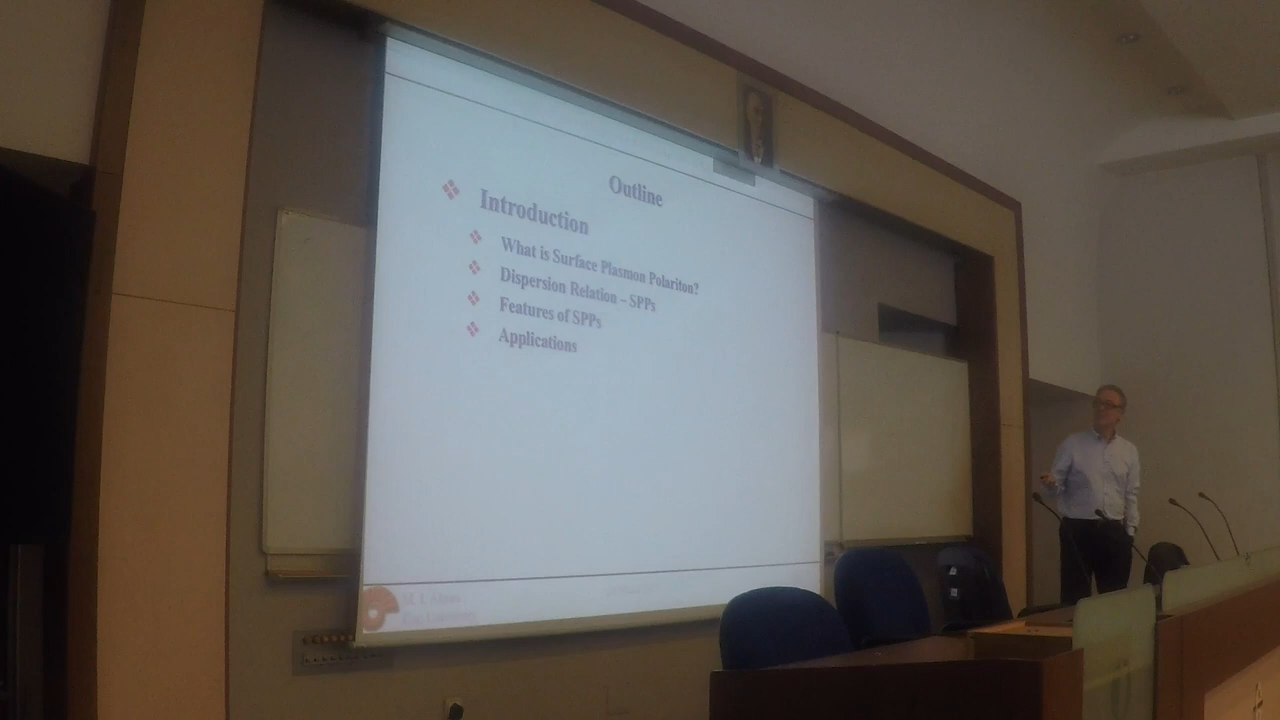 Outline
Introduction
What is Surface Plasmon Polariton?
Dispersion Relation – SPPs
Features of SPPs
Applications